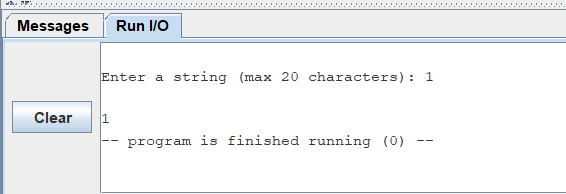 Messages Run I/O
Enter a string (max 20 characters): 1
Clear
1
-- program is finished running (0) --